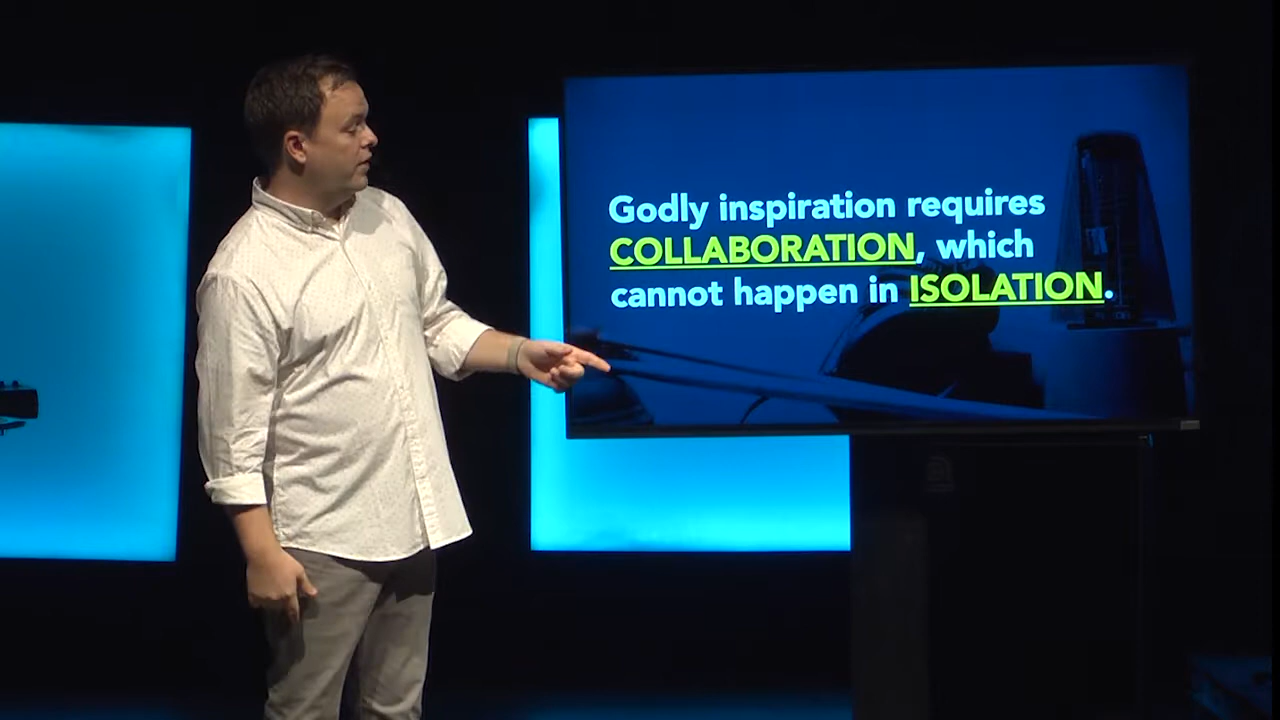 Godly inspiration requires
COLLABORATION, which
cannot happen in ISOLATION.